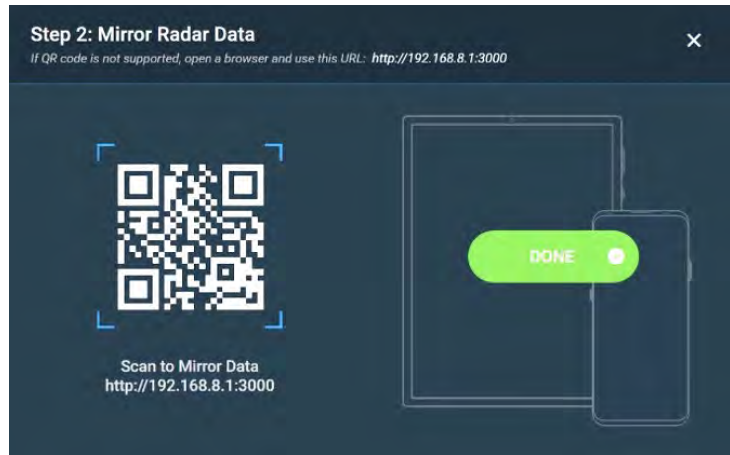 Step 2: Mirror Radar Data
If QR code is not supported, open a browser and use this URL: http://192.168.8.1:3000
Scan to Mirror Data
http://192.168.8.1:3000
DONE